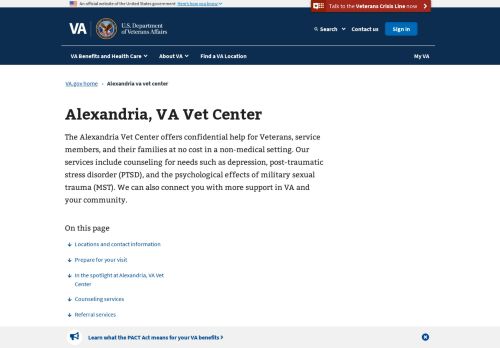 An official website of the United States government. Here's how you know
Talk to the Veterans Crisis Line now
VA
U.S. Department
of Veterans Affairs
Search
Contact us
Sign in
VA Benefits and Health Care
About VA
Find a VA Location
My VA
VA.gov home › Alexandria va vet center
Alexandria, VA Vet Center
The Alexandria Vet Center offers confidential help for Veterans, service
members, and their families at no cost in a non-medical setting. Our
services include counseling for needs such as depression, post-traumatic
stress disorder (PTSD), and the psychological effects of military sexual
trauma (MST). We can also connect you with more support in VA and
your community.
On this page
Locations and contact information
Prepare for your visit
In the spotlight at Alexandria, VA Vet
Center
Counseling services
Referral services
Learn what the PACT Act means for your VA benefits